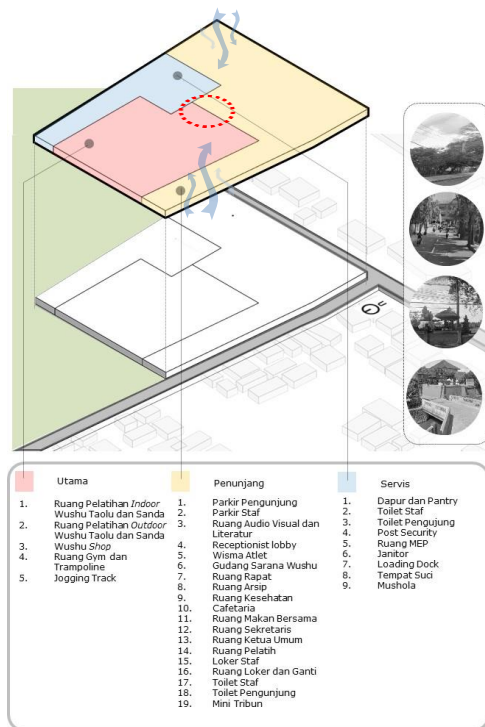 U
Utama
1. Ruang Pelatihan Indoor
Wushu Taolu dan Sanda
2. Ruang Pelatihan Outdoor
Wushu Taolu dan Sanda
3. Wushu Shop
4. Ruang Gym dan
Trampoline
5. Jogging Track
Penunjang
1. Parkir Pengunjung
2. Parkir Staf
3. Ruang Audio Visual dan
Literatur
4. Receptionist lobby
5. Wisma Atlet
6. Gudang Sarana Wushu
7. Ruang Rapat
8. Ruang Arsip
9. Ruang Kesehatan
10. Cafetaria
11. Ruang Makan Bersama
12. Ruang Sekretaris
13. Ruang Ketua Umum
14. Ruang Pelatih
15. Loker Staf
16. Ruang Loker dan Ganti
17. Toilet Staf
18. Toilet Pengunjung
19. Mini Tribun
Servis
1. Dapur dan Pantry
2. Toilet Staf
3. Toilet Pengujung
4. Post Security
5. Ruang MEP
6. Janitor
7. Loading Dock
8. Tempat Suci
9. Mushola